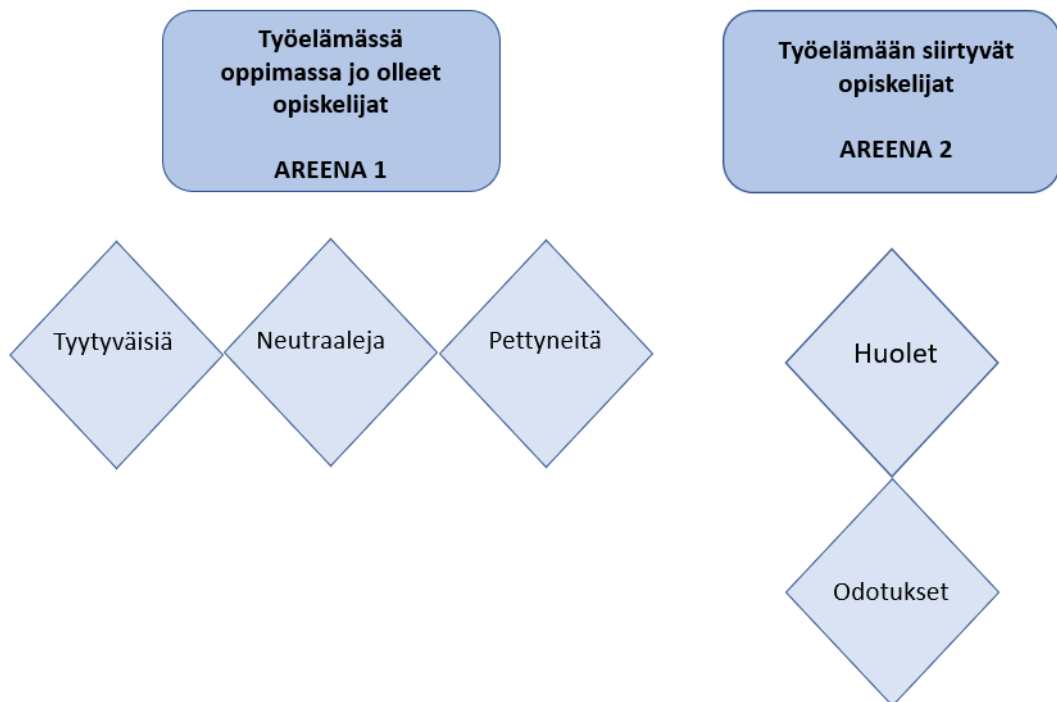 Työelämässä
oppimassa jo olleet
opiskelijat
AREENA 1
Työelämään siirtyvät
opiskelijat
AREENA 2
Tyytyväisiä
Neutraaleja
Pettyneitä
Huolet
Odotukset